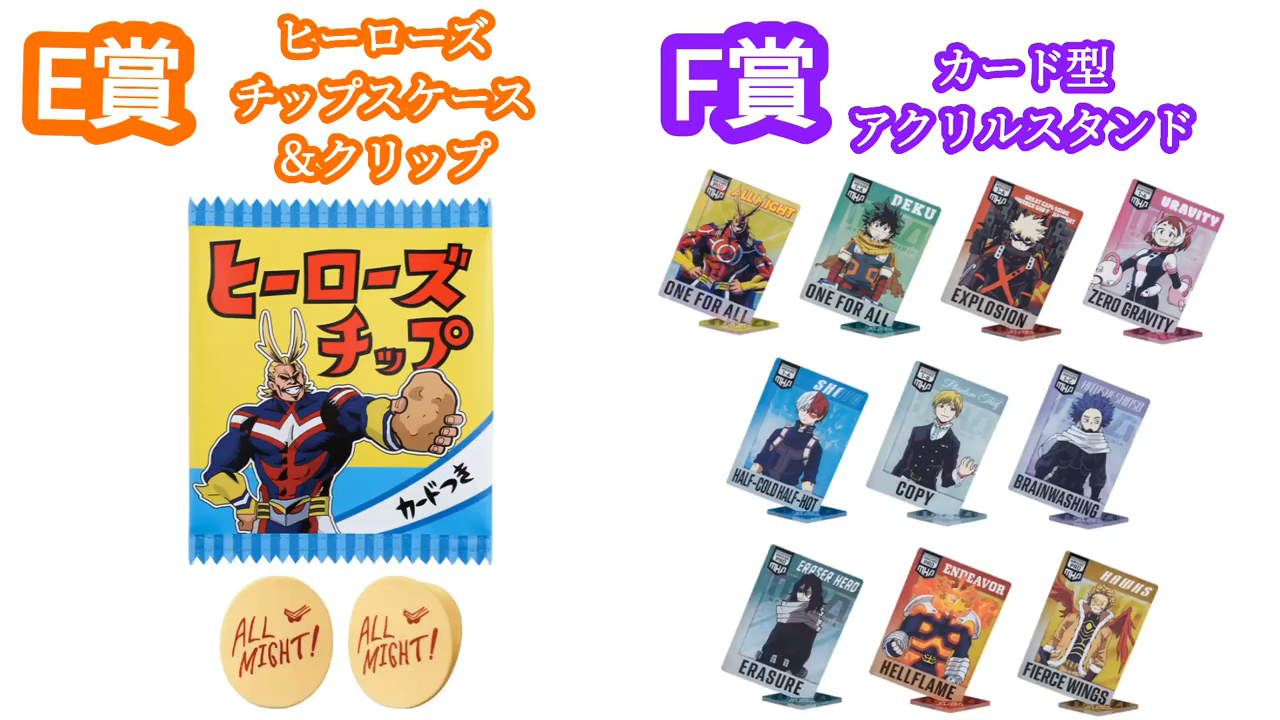 E賞
ヒーローズ
チップスケース
&クリップ
ヒーローズ
チップ
カードつき
ALL
MIGHT!
ALL
MIGHT!
F賞
カード型
アクリルスタンド
ALLMIGHT
ONE FOR ALL
DEKU
ONE FOR ALL
EXPLOSION
URAVITY
ZERO GRAVITY
HALF-COLD HALF-HOT
COPY
HITOSHI SHINSO
BRAINWASHING
ERASER HEAD
ERASURE
ENDEAVOR
HELLFLAME
HAWKS
FIERCE WINGS